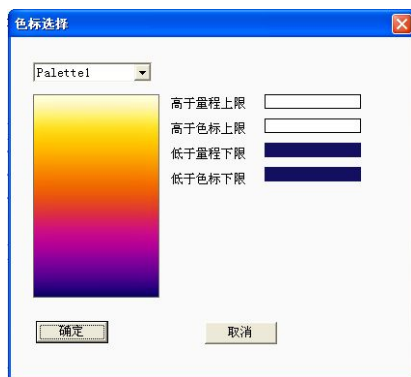 色标选择
Palette1
高于量程上限
高于色标上限
低于量程下限
低于色标下限
确定
取消